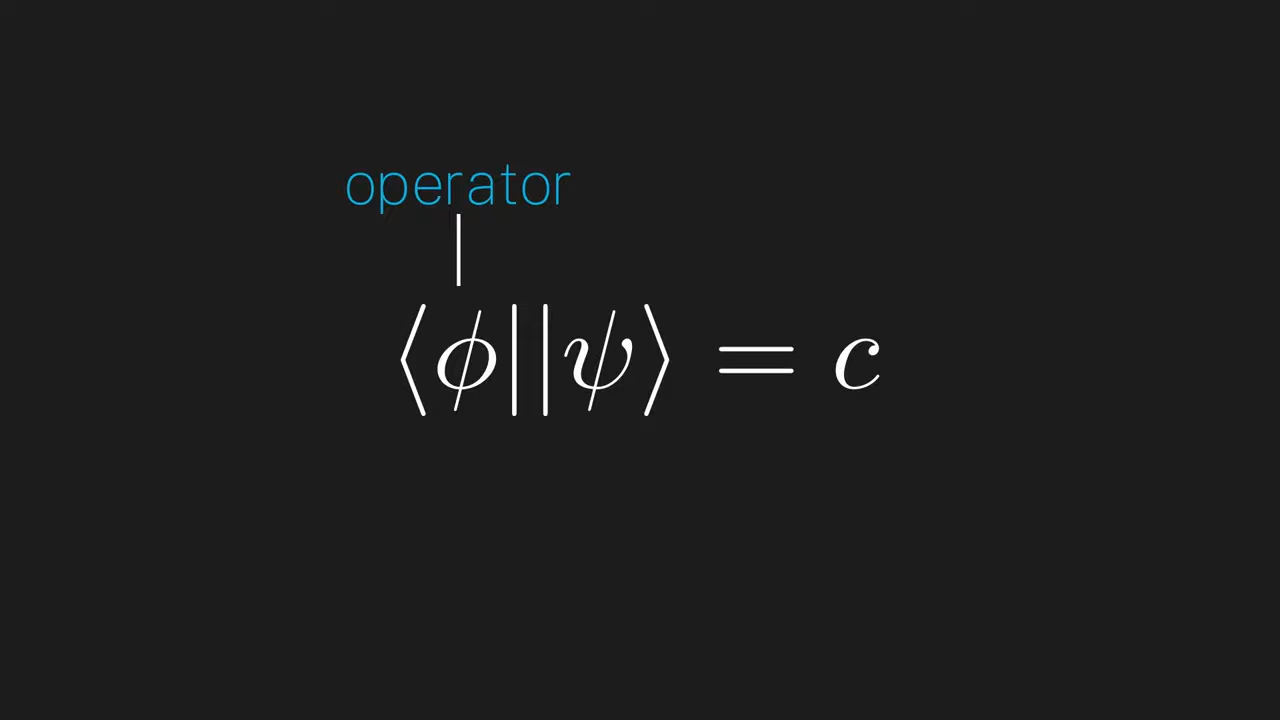 operator
⟨ϕ||ψ⟩ = c